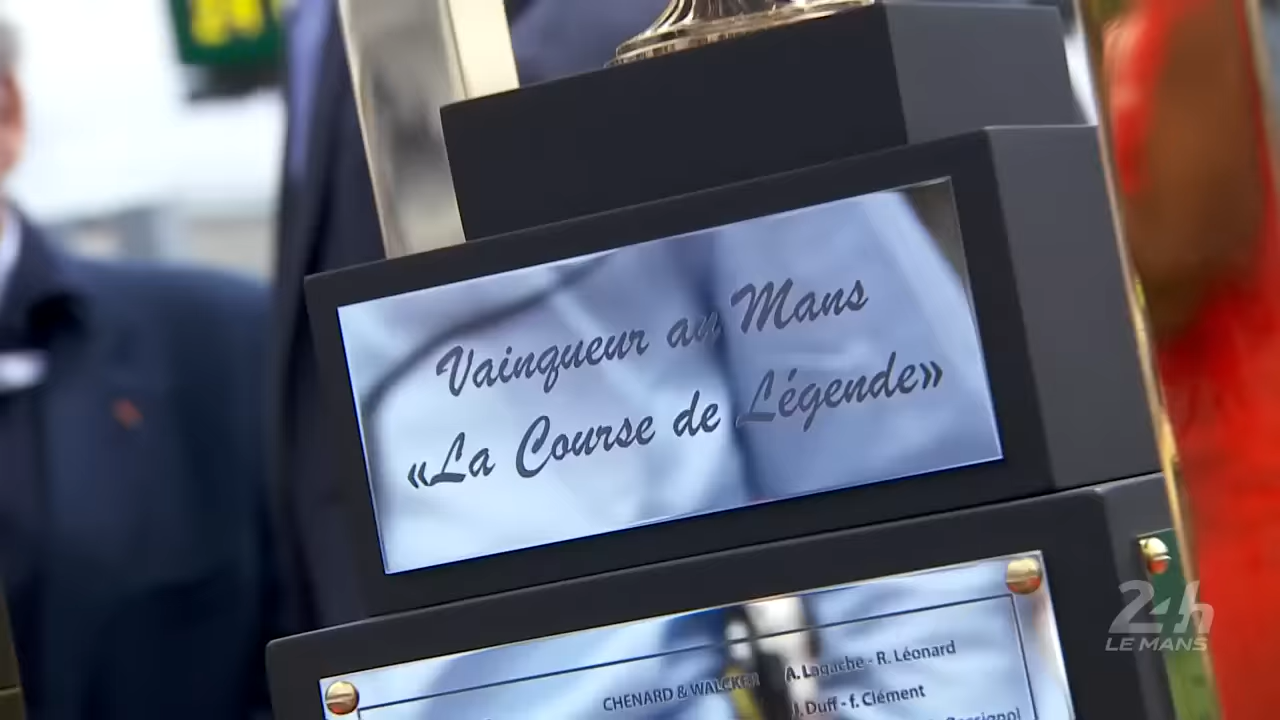 Vainqueur au Mans
«La Course de Légende»
CHENARD & WALCKER
A. Lagache - R. Léonard
J. Duff - f. Clément
24h
LE MANS